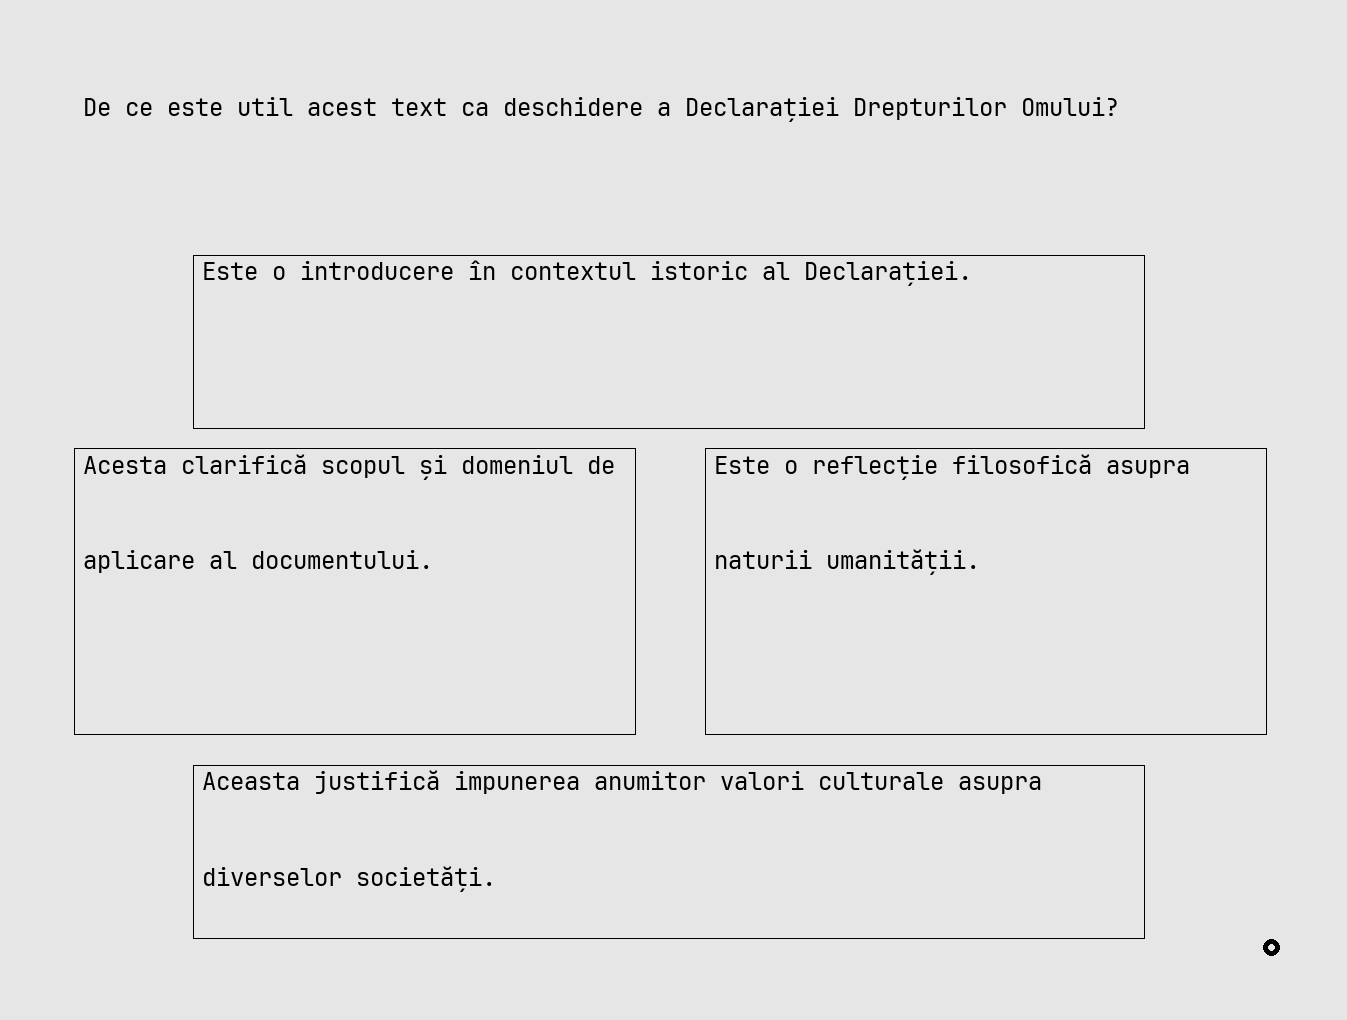 De ce este util acest text ca deschidere a Declarației Drepturilor Omului?
Este o introducere în contextul istoric al Declarației.
Acesta clarifică scopul și domeniul de
aplicare al documentului.
Este o reflecție filosofică asupra
naturii umanității.
Aceasta justifică impunerea anumitor valori culturale asupra
diverselor societăți.